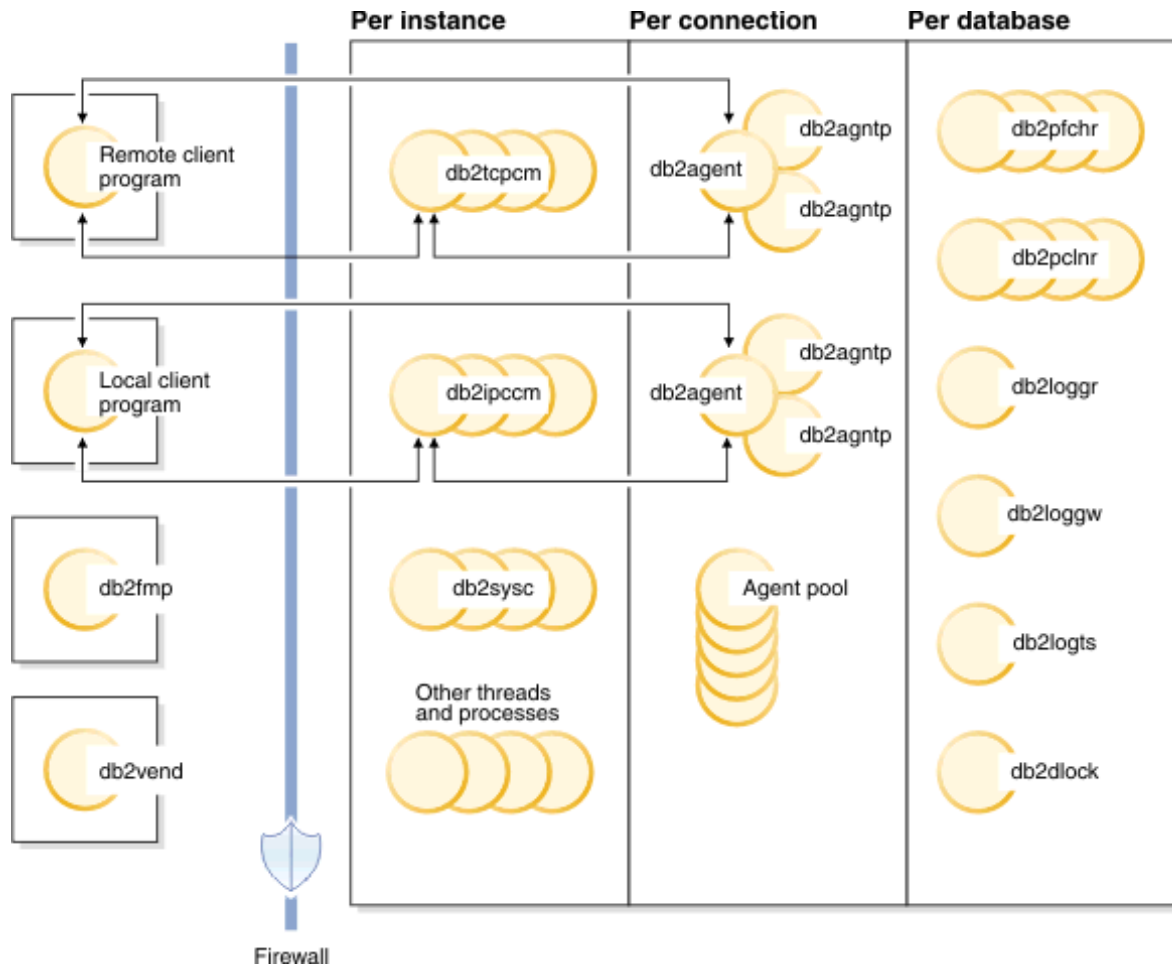 Per instance
Per connection
Per database
Remote client
program
db2tcpcm
db2agent
db2agntp
db2agntp
db2pfchr
db2pclnr
Local client
program
db2ipccm
db2agent
db2agntp
db2agntp
db2loggr
db2loggw
db2fmp
db2sysc
Agent pool
db2logts
Other threads
and processes
db2vend
db2dlock
Firewall